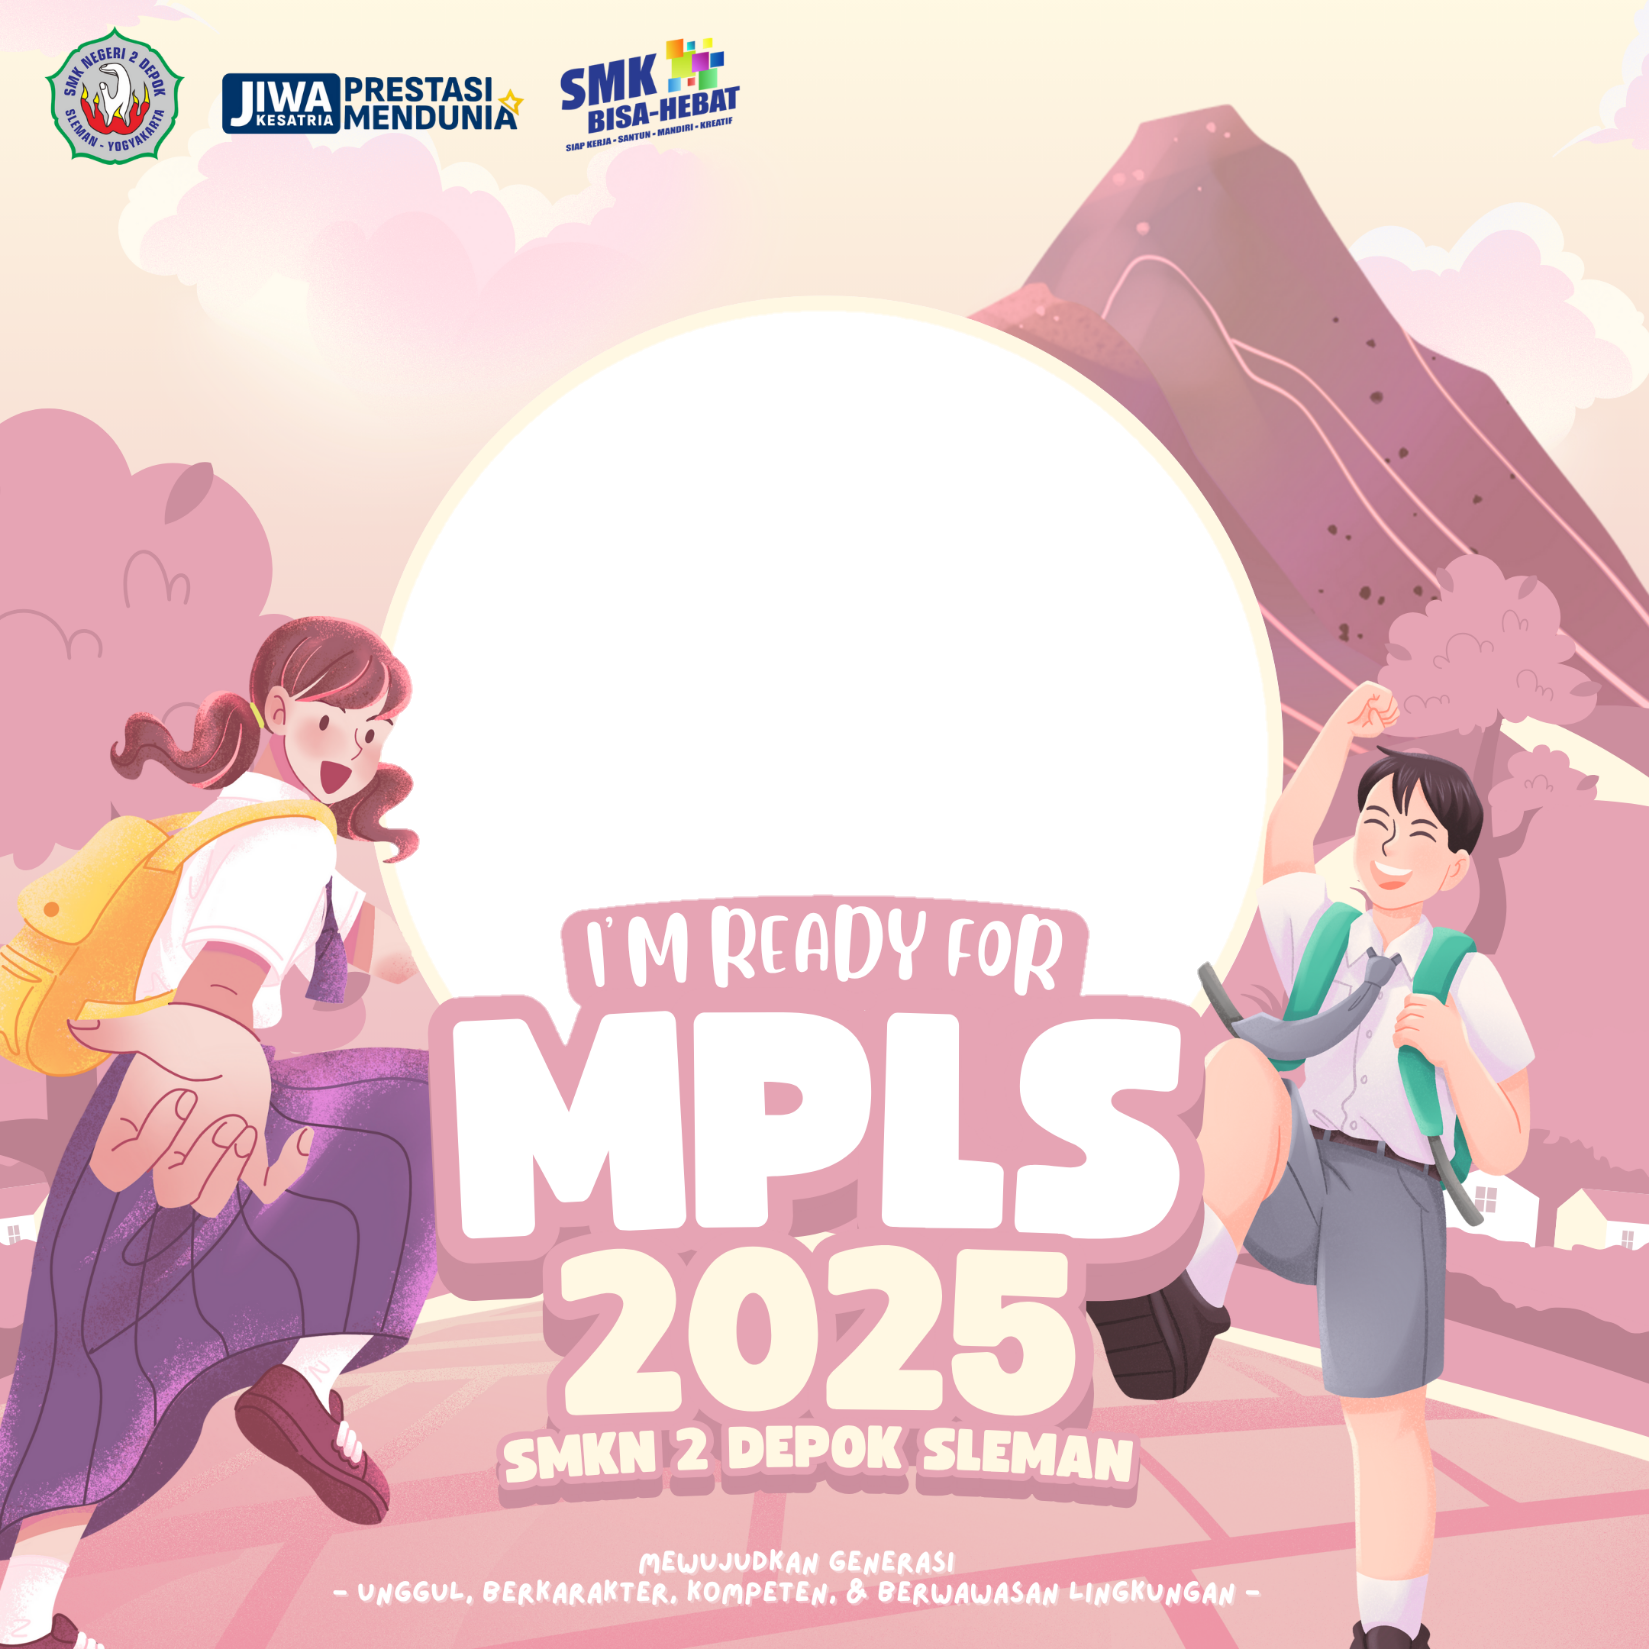 SMK NEGERI 2 DEPOK
SLEMAN - YOGYAKARTA
JIWA
KESATRIA
PRESTASI
MENDUNIA
SMK
BISA-HEBAT
SIAP KERJA • SANTUN • MANDIRI • KREATIF
I'M READY FOR
MPLS
2025
SMKN 2 DEPOK SLEMAN
MEWUJUDKAN GENERASI
- UNGGUL, BERKARAKTER, KOMPETEN, & BERWAWASAN LINGKUNGAN -